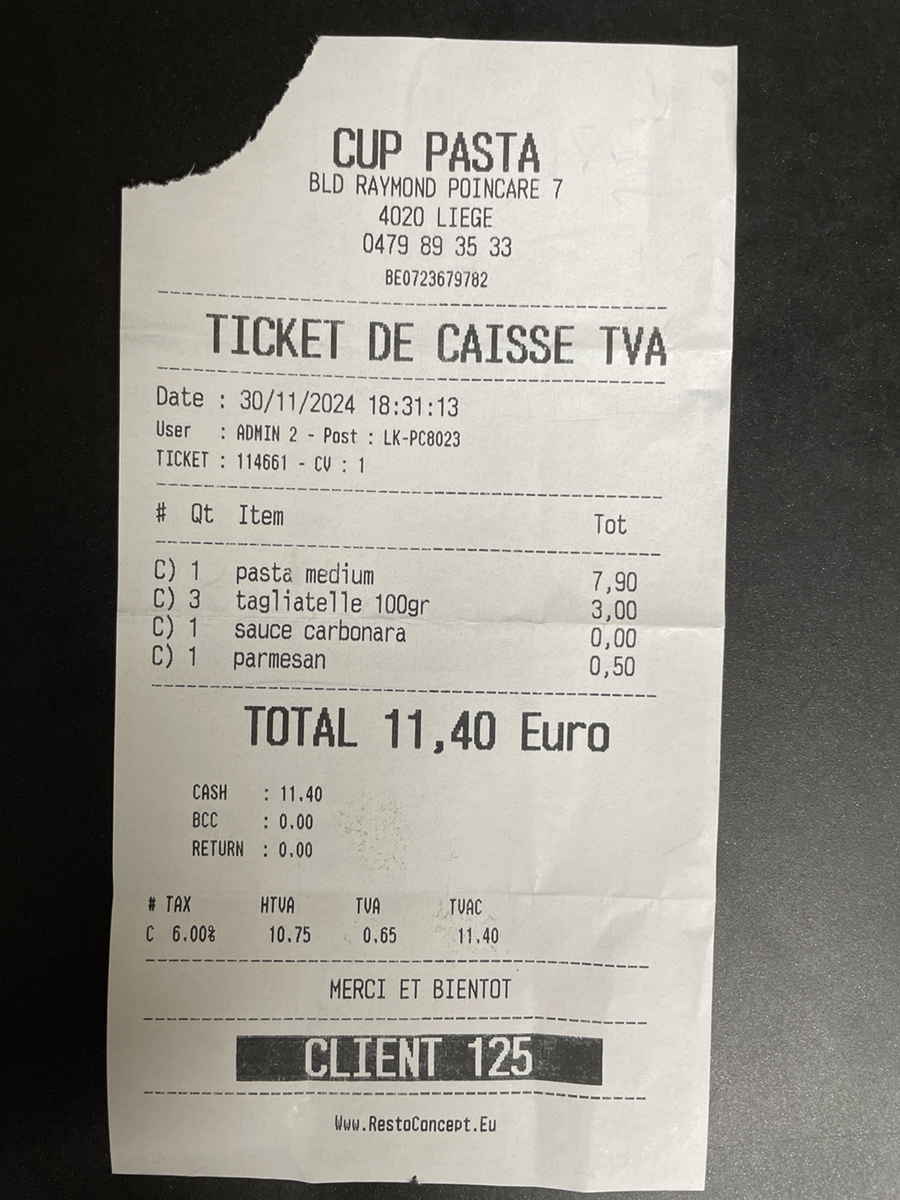 CUP PASTA
BLD RAYMOND POINCARE 7
4020 LIEGE
0479 89 35 33
BE0723679782
TICKET DE CAISSE TVA
Date : 30/11/2024 18:31:13
User : ADMIN 2 - Post : LK-PC8023
TICKET : 114661 - CV : 1
# Qt Item Tot
C) 1 pasta medium 7,90
C) 3 tagliatelle 100gr 3,00
C) 1 sauce carbonara 0,00
C) 1 parmesan 0,50
TOTAL 11,40 Euro
CASH : 11.40
BCC : 0.00
RETURN : 0.00
# TAX HTVA TVA TVAC
C 6.00% 10.75 0.65 11.40
MERCI ET BIENTOT
CLIENT 125
Www.RestoConcept.Eu